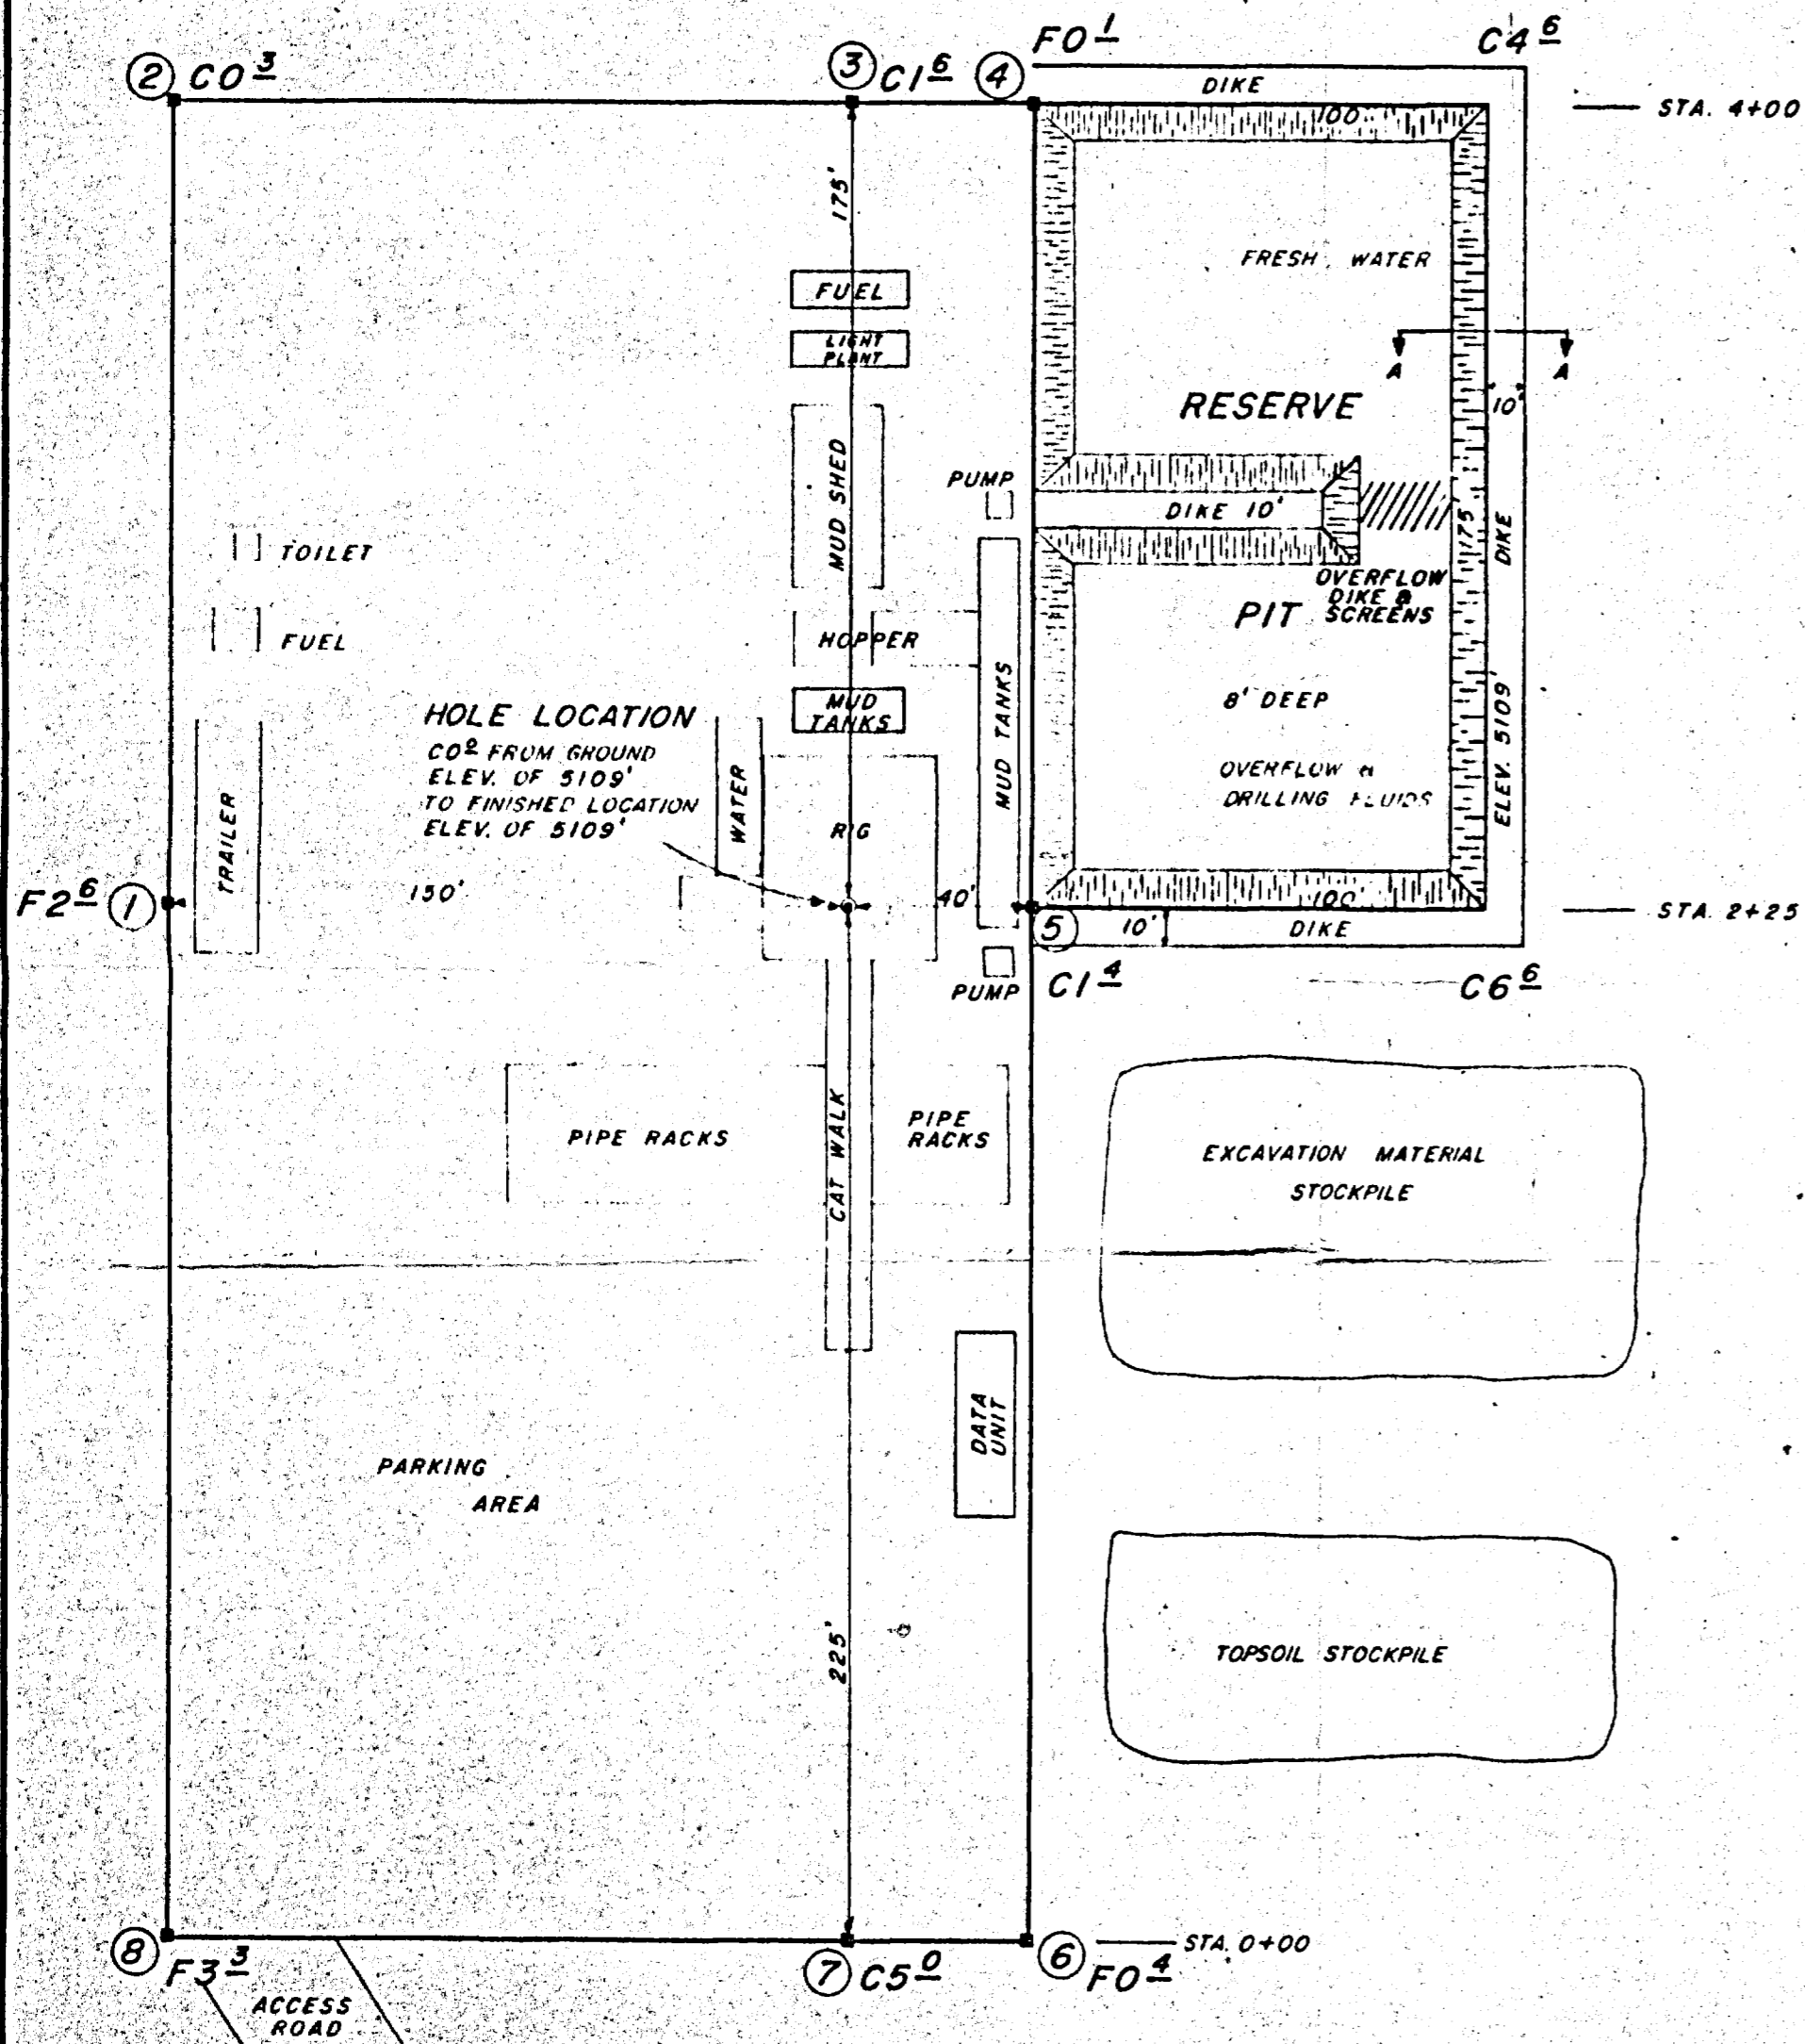 FO 1
C4 6
2 CO 3
3 C1 6 4
DIKE
STA. 4+00
100
175'
FRESH WATER
FUEL
LIGHT
PLANT
A A
RESERVE
10'
MUD SHED
PUMP
DIKE 10'
175
DIKE
TOILET
OVERFLOW
DIKE &
SCREENS
PIT
FUEL
HOPPER
MUD TANKS
8' DEEP
ELEV. 5109'
MUD
TANKS
HOLE LOCATION
CO 2 FROM GROUND
ELEV. OF 5109'
TO FINISHED LOCATION
ELEV. OF 5109'
WATER
OVERFLOW &
DRILLING FLUIDS
TRAILER
RIG
F2 6 1
150'
40'
100
STA. 2+25
5 10'
DIKE
PUMP
C1 4
C6 6
PIPE RACKS
CAT WALK
PIPE
RACKS
EXCAVATION MATERIAL
STOCKPILE
DATA
UNIT
PARKING
AREA
225'
TOPSOIL STOCKPILE
8 F3 3
7 C5 0
6 FO 4
STA. 0+00
ACCESS
ROAD